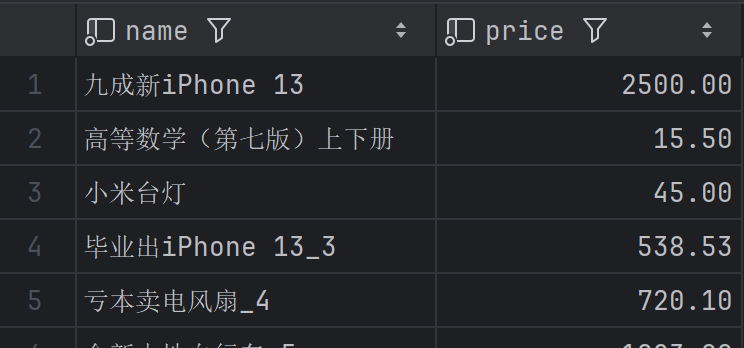 name price
1 九成新iPhone 13 2500.00
2 高等数学（第七版）上下册 15.50
3 小米台灯 45.00
4 毕业出iPhone 13_3 538.53
5 亏本卖电风扇_4 720.10